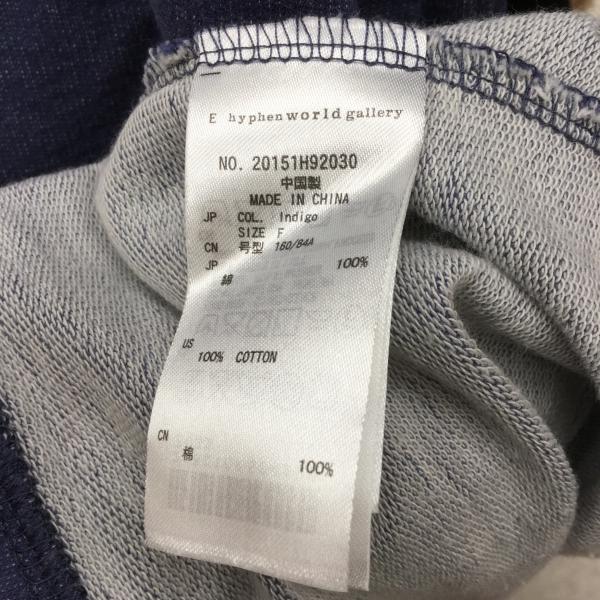 E hyphen world gallery
NO. 20151H92030
中国製
MADE IN CHINA
JP COL. Indigo
SIZE F
CN 号型 160/84A
JP 100%
綿
US
100% COTTON
CN
棉 100%